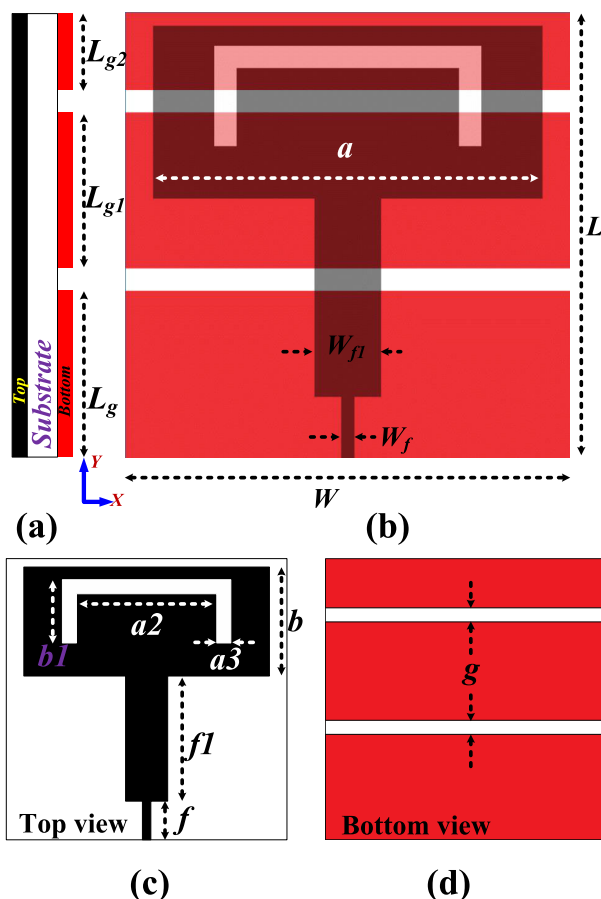 Lg2
Lg1
Lg
Top
Substrate
Bottom
Y
X
a
L
Wf1
Wf
W
(a)
(b)
a2
b1
a3
b
f1
f
Top view
g
Bottom view
(c)
(d)